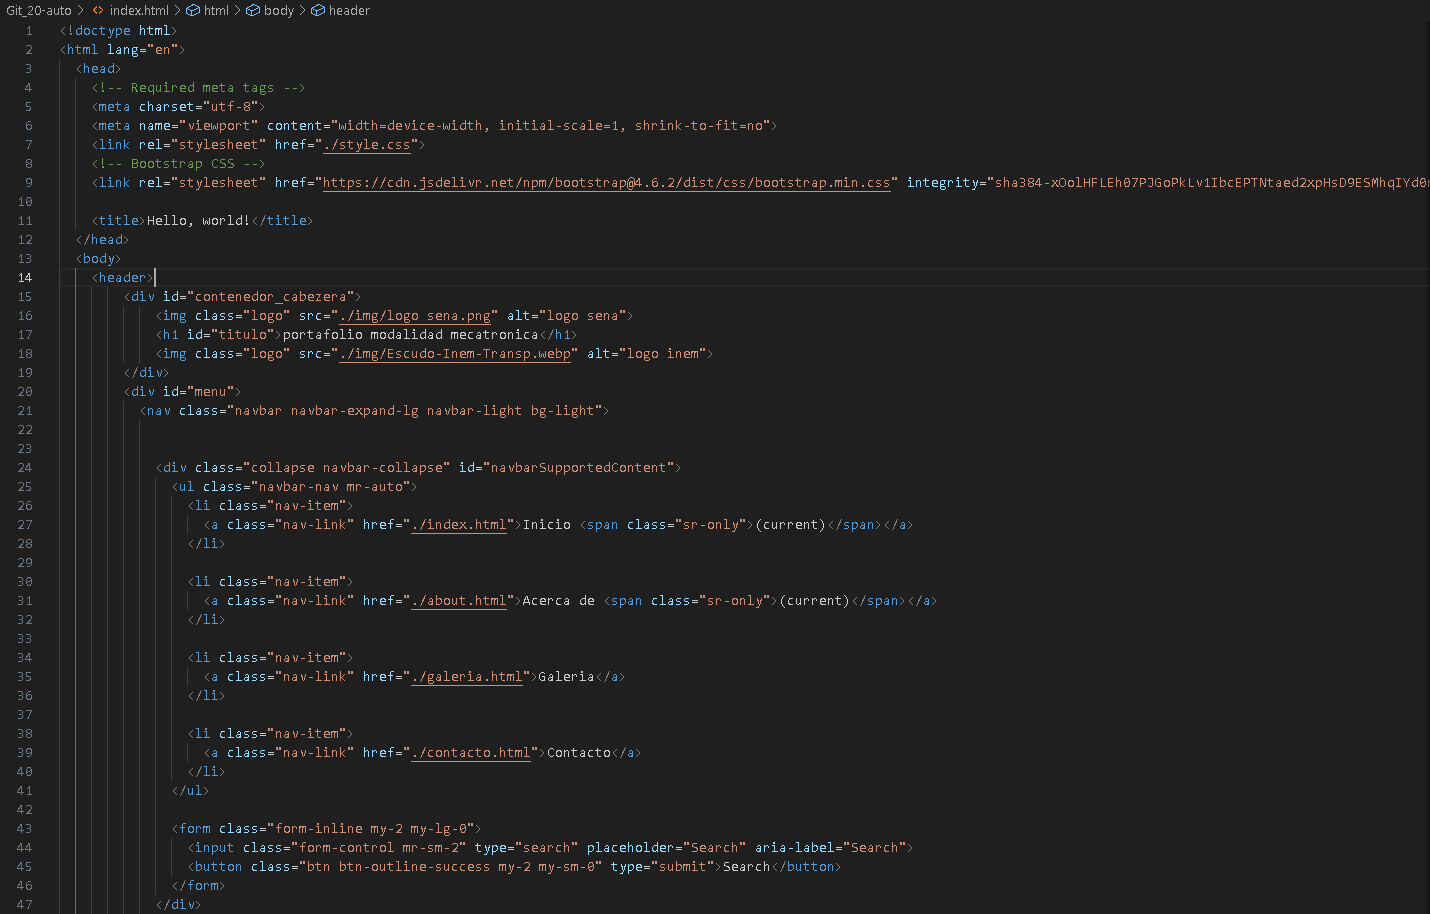 Git_20-auto > index.html > html > body > header
1 <!doctype html>
2 <html lang="en">
3 <head>
4 <!-- Required meta tags -->
5 <meta charset="utf-8">
6 <meta name="viewport" content="width=device-width, initial-scale=1, shrink-to-fit=no">
7 <link rel="stylesheet" href="./style.css">
8 <!-- Bootstrap CSS -->
9 <link rel="stylesheet" href="https://cdn.jsdelivr.net/npm/bootstrap@4.6.2/dist/css/bootstrap.min.css" integrity="sha384-xOolHFLEh07PJGoPkLv1IbcEPTNtaed2xpHsD9ESMhqIYd0
10
11 <title>Hello, world!</title>
12 </head>
13 <body>
14 <header>
15 <div id="contenedor_cabezera">
16 <img class="logo" src="./img/logo sena.png" alt="logo sena">
17 <h1 id="titulo">portafolio modalidad mecatronica</h1>
18 <img class="logo" src="./img/Escudo-Inem-Transp.webp" alt="logo inem">
19 </div>
20 <div id="menu">
21 <nav class="navbar navbar-expand-lg navbar-light bg-light">
22
23
24 <div class="collapse navbar-collapse" id="navbarSupportedContent">
25 <ul class="navbar-nav mr-auto">
26 <li class="nav-item">
27 <a class="nav-link" href="./index.html">Inicio <span class="sr-only">(current)</span></a>
28 </li>
29
30 <li class="nav-item">
31 <a class="nav-link" href="./about.html">Acerca de <span class="sr-only">(current)</span></a>
32 </li>
33
34 <li class="nav-item">
35 <a class="nav-link" href="./galeria.html">Galeria</a>
36 </li>
37
38 <li class="nav-item">
39 <a class="nav-link" href="./contacto.html">Contacto</a>
40 </li>
41 </ul>
42
43 <form class="form-inline my-2 my-lg-0">
44 <input class="form-control mr-sm-2" type="search" placeholder="Search" aria-label="Search">
45 <button class="btn btn-outline-success my-2 my-sm-0" type="submit">Search</button>
46 </form>
47 </div>